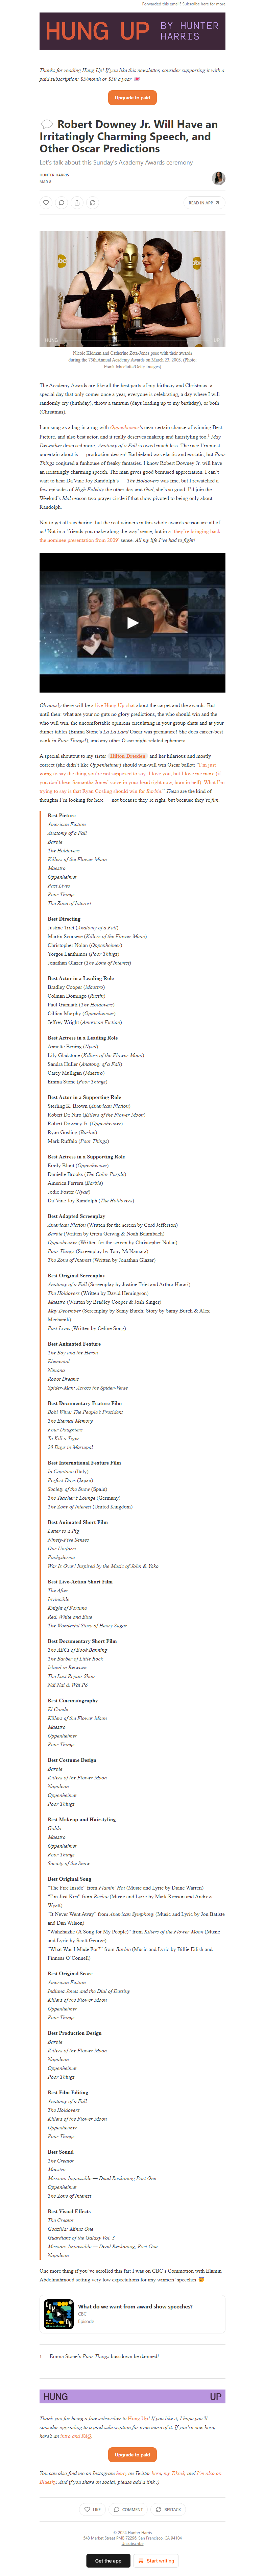 Forwarded this email? Subscribe here for more
HUNG UP BY HUNTER
HARRIS
Thanks for reading Hung Up! If you like this newsletter, consider supporting it with a
paid subscription: $5/month or $50 a year 💌
Upgrade to paid
💭 Robert Downey Jr. Will Have an
Irritatingly Charming Speech, and
Other Oscar Predictions
Let's talk about this Sunday's Academy Awards ceremony
HUNTER HARRIS
MAR 8
READ IN APP
Nicole Kidman and Catherine Zeta-Jones pose with their awards
during the 75th Annual Academy Awards on March 23, 2003. (Photo:
Frank Micelotta/Getty Images)
The Academy Awards are like all the best parts of my birthday and Christmas: a
special day that only comes once a year, everyone is celebrating, a day where I will
randomly cry (birthday), throw a tantrum (days leading up to my birthday), or both
(Christmas).
I am snug as a bug in a rug with Oppenheimer's near-certain chance of winning Best
Picture, and also best actor, and it really deserves makeup and hairstyling too.¹ May
December deserved more; Anatomy of a Fall is owed much less. The race I'm most
uncertain about is production design! Barbieland was elastic and eccentric, but Poor
Things conjured a lusciousness of freaky fantasias. I know Robert Downey Jr. will have
an irritatingly charming speech. The man gives good bemused appreciation. I can't
wait to tune Da'Vine Joy Randolph's — The Holdovers was fine, but I rewatched a
few episodes of High Fidelity the other day and God, she's good. I'd do a Sharon
Weekend's Idol season two prayer circle if that show promised to bring back only
Randolph.
Not to get all saccharine, but the real winners in this whole awards season are all of
us! Not in a 'friends you make along the way' sense, but in a 'they're bringing back
the nominee presentation from 2009' sense. All my life I've had to fight!
Obviously there will be a love Hung Up chat about the carpet and the awards. But
until then: what are your no guts no glory predictions, the who should win and the
who will win, the uncomfortable opinions circulating in your group chats and at your
dinner tables (Emma Stone's La La Land Oscar was premature! She does career-best
work in Poor Things!), and the most eight-related ephemera.
A special shoutout to my sister Hilton Dresden and her hilarious and mostly
correct (she didn't like Oppenheimer) should-win-will-win Oscar ballot: "I'm just
going to say the thing you're not supposed to say: I love you, but I love me more (if
you don't hear Samantha Jones' voice in your head right now, been in hell). What I'm
trying to say is that Ryan Gosling should win for Barbie." These are the kind of
thoughts I'm looking for here — not because they're right, but because they're fun.
Best Picture
American Fiction
Anatomy of a Fall
Barbie
The Holdovers
Killers of the Flower Moon
Maestro
Oppenheimer
Past Lives
Poor Things
The Zone of Interest
Best Directing
Justine Triet (Anatomy of a Fall)
Martin Scorsese (Killers of the Flower Moon)
Christopher Nolan (Oppenheimer)
Yorgos Lanthimos (Poor Things)
Jonathan Glazer (The Zone of Interest)
Best Actor in a Leading Role
Bradley Cooper (Maestro)
Colman Domingo (Rustin)
Paul Giamatti (The Holdovers)
Cillian Murphy (Oppenheimer)
Jeffrey Wright (American Fiction)
Best Actress in a Leading Role
Annette Bening (Nyad)
Lily Gladstone (Killers of the Flower Moon)
Sandra Hüller (Anatomy of a Fall)
Carey Mulligan (Maestro)
Emma Stone (Poor Things)
Best Actor in a Supporting Role
Sterling K. Brown (American Fiction)
Robert De Niro (Killers of the Flower Moon)
Robert Downey Jr. (Oppenheimer)
Ryan Gosling (Barbie)
Mark Ruffalo (Poor Things)
Best Actress in a Supporting Role
Emily Blunt (Oppenheimer)
Danielle Brooks (The Color Purple)
America Ferrera (Barbie)
Jodie Foster (Nyad)
Da'Vine Joy Randolph (The Holdovers)
Best Adapted Screenplay
American Fiction (Written for the screen by Cord Jefferson)
Barbie (Written by Greta Gerwig & Noah Baumbach)
Oppenheimer (Written for the screen by Christopher Nolan)
Poor Things (Screenplay by Tony McNamara)
The Zone of Interest (Written by Jonathan Glazer)
Best Original Screenplay
Anatomy of a Fall (Screenplay by Justine Triet and Arthur Harari)
The Holdovers (Written by David Hemingson)
Maestro (Written by Bradley Cooper & Josh Singer)
May December (Screenplay by Samy Burch, Story by Samy Burch & Alex
Mechanik)
Past Lives (Written by Celine Song)
Best Animated Feature
The Boy and the Heron
Elemental
Nimona
Robot Dreams
Spider-Man: Across the Spider-Verse
Best Documentary Feature Film
Bobi Wine: The People's President
The Eternal Memory
Four Daughters
To Kill a Tiger
20 Days in Mariupol
Best International Feature Film
Io Capitano (Italy)
Perfect Days (Japan)
Society of the Snow (Spain)
The Teacher's Lounge (Germany)
The Zone of Interest (United Kingdom)
Best Animated Short Film
Letter to a Pig
Ninety-Five Senses
Our Uniform
Pachyderme
War Is Over! Inspired by the Music of John & Yoko
Best Live-Action Short Film
The After
Invincible
Knight of Fortune
Red, White and Blue
The Wonderful Story of Henry Sugar
Best Documentary Short Film
The ABCs of Book Banning
The Barber of Little Rock
Island in Between
The Last Repair Shop
Nǎi Nai & Wài Pó
Best Cinematography
El Conde
Killers of the Flower Moon
Maestro
Oppenheimer
Poor Things
Best Costume Design
Barbie
Killers of the Flower Moon
Napoleon
Oppenheimer
Poor Things
Best Makeup and Hairstyling
Golda
Maestro
Oppenheimer
Poor Things
Society of the Snow
Best Original Song
"The Fire Inside" from Flamin' Hot (Music and Lyric by Diane Warren)
"I'm Just Ken" from Barbie (Music and Lyric by Mark Ronson and Andrew
Wyatt)
"It Never Went Away" from American Symphony (Music and Lyric by Jon Batiste
and Dan Wilson)
"Wahzhazhe (A Song for My People)" from Killers of the Flower Moon (Music
and Lyric by Scott George)
"What Was I Made For?" from Barbie (Music and Lyric by Billie Eilish and
Finneas O'Connell)
Best Original Score
American Fiction
Indiana Jones and the Dial of Destiny
Killers of the Flower Moon
Oppenheimer
Poor Things
Best Production Design
Barbie
Killers of the Flower Moon
Napoleon
Oppenheimer
Poor Things
Best Film Editing
Anatomy of a Fall
The Holdovers
Killers of the Flower Moon
Oppenheimer
Poor Things
Best Sound
The Creator
Maestro
Mission: Impossible — Dead Reckoning Part One
Oppenheimer
The Zone of Interest
Best Visual Effects
The Creator
Godzilla: Minus One
Guardians of the Galaxy Vol. 3
Mission: Impossible — Dead Reckoning, Part One
Napoleon
One more thing if you've scrolled this far: I was on CBC's Commotion with Elamin
Abdelmahmoud setting very low expectations for any winners' speeches
What do we want from award show speeches?
CBC
Episode
1 Emma Stone's Poor Things bussdown be damned!
HUNG UP
Thank you for being a free subscriber to Hung Up! If you like it, I hope you'll
consider upgrading to a paid subscription for even more of it. If you're new here,
here's an intro and FAQ.
Upgrade to paid
You can also find me on Instagram here, on Twitter here, my Tiktok, and I'm also on
Bluesky. And if you share on social, please add a link :)
LIKE
COMMENT
RESTACK
© 2024 Hunter Harris
548 Market Street PMB 72296, San Francisco, CA 94104
Unsubscribe
Get the app
Start writing